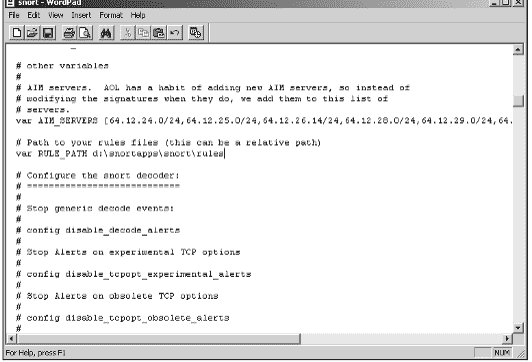 snort - WordPad
File Edit View Insert Format Help
# other variables
#
# AIM servers.  AOL has a habit of adding new AIM servers, so instead of
# modifying the signatures when they do, we add them to this list of
# servers.
var AIM_SERVERS [64.12.24.0/24,64.12.25.0/24,64.12.26.14/24,64.12.28.0/24,64.12.29.0/24,64.
# Path to your rules files (this can be a relative path)
var RULE_PATH d:\snortapps\snort\rules
# Configure the snort decoder:
# ============================
#
# Stop generic decode events:
#
# config disable_decode_alerts
#
# Stop Alerts on experimental TCP options
#
# config disable_tcpopt_experimental_alerts
#
# Stop Alerts on obsolete TCP options
#
# config disable_tcpopt_obsolete_alerts
#
For Help, press F1
NUM